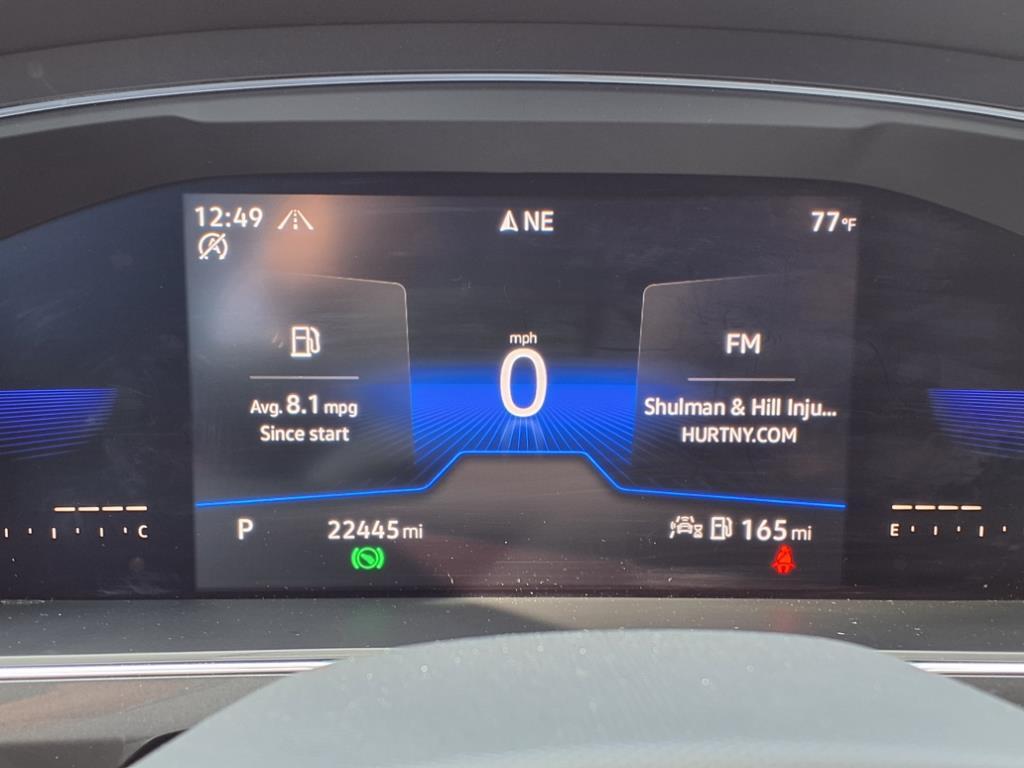 12:49
NE
77°F
mph
0
FM
Avg. 8.1 mpg
Since start
Shulman & Hill Inju...
HURTNY.COM
C
P
22445 mi
165 mi
E